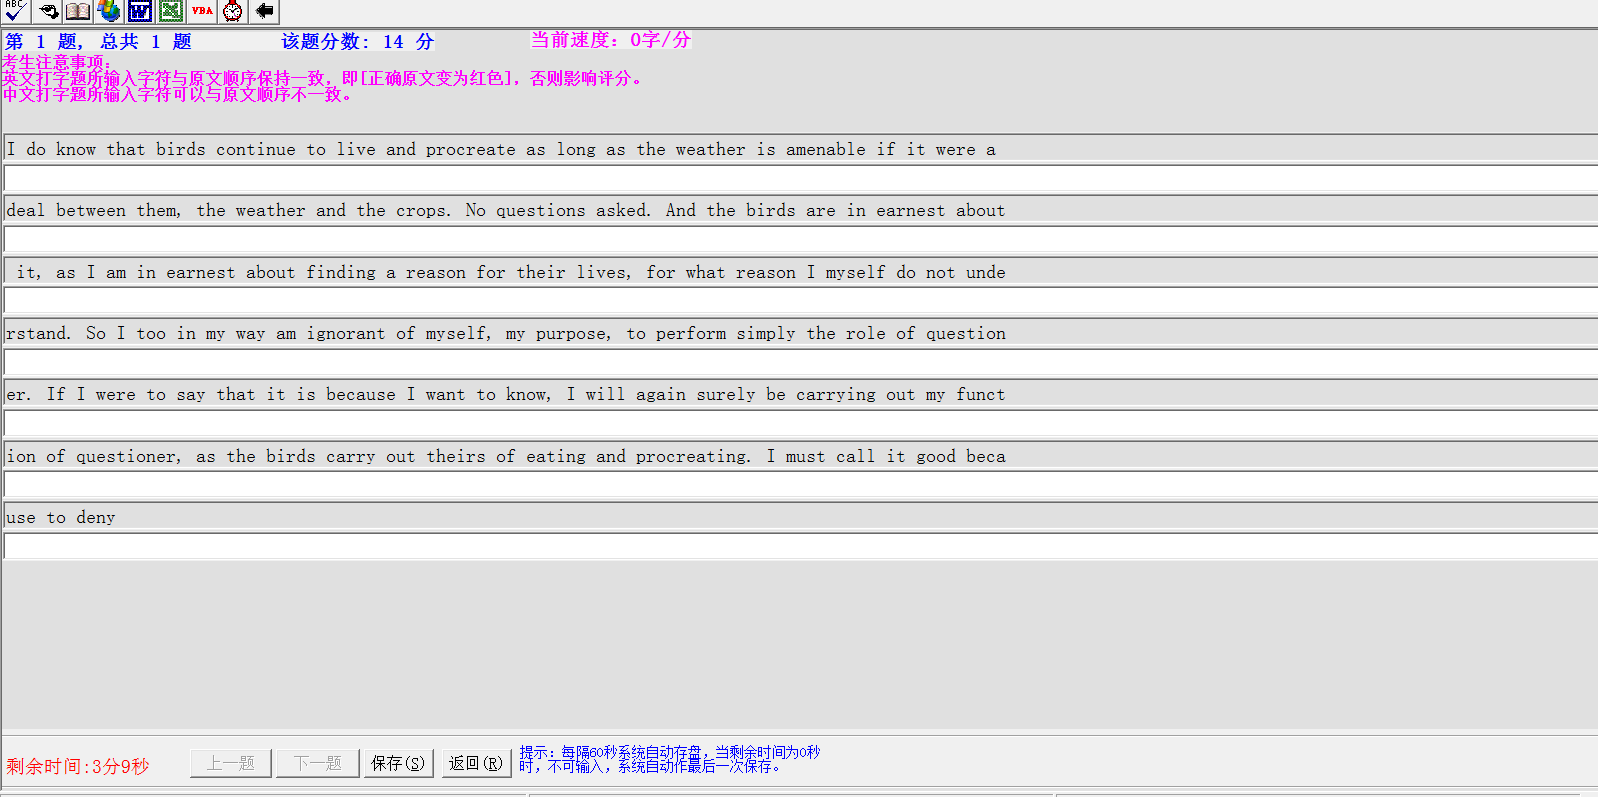 ABC
W
VBA
第 1 题, 总共 1 题 该题分数: 14 分 当前速度: 0字/分
考生注意事项:
英文打字题所输入字符与原文顺序保持一致，即[正确原文变为红色]，否则影响评分。
中文打字题所输入字符可以与原文顺序不一致。
I do know that birds continue to live and procreate as long as the weather is amenable if it were a
deal between them, the weather and the crops. No questions asked. And the birds are in earnest about
it, as I am in earnest about finding a reason for their lives, for what reason I myself do not unde
rstand. So I too in my way am ignorant of myself, my purpose, to perform simply the role of question
er. If I were to say that it is because I want to know, I will again surely be carrying out my funct
ion of questioner, as the birds carry out theirs of eating and procreating. I must call it good beca
use to deny
剩余时间:3分9秒 上一题 下一题 保存(S) 返回(R)
提示：每隔60秒系统自动存盘，当剩余时间为0秒
时，不可输入，系统自动作最后一次保存。